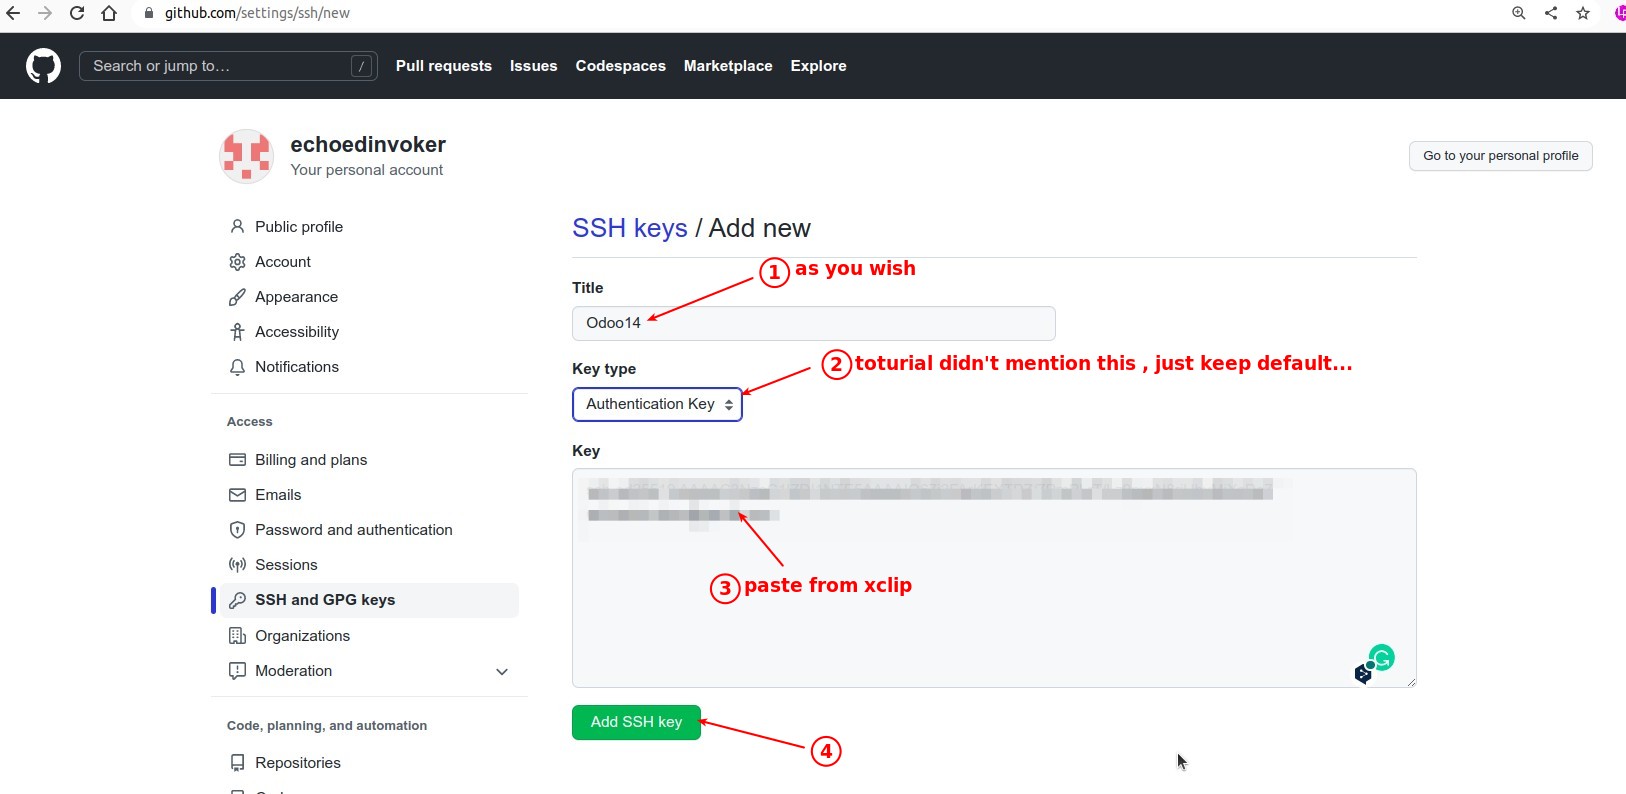 github.com/settings/ssh/new
Search or jump to... /
Pull requests Issues Codespaces Marketplace Explore
echoedinvoker
Your personal account
Go to your personal profile
Public profile
Account
Appearance
Accessibility
Notifications
Access
Billing and plans
Emails
Password and authentication
Sessions
SSH and GPG keys
Organizations
Moderation
Code, planning, and automation
Repositories
SSH keys / Add new
1 as you wish
Title
Odoo14
2 toturial didn't mention this , just keep default...
Key type
Authentication Key
Key
3 paste from xclip
Add SSH key
4